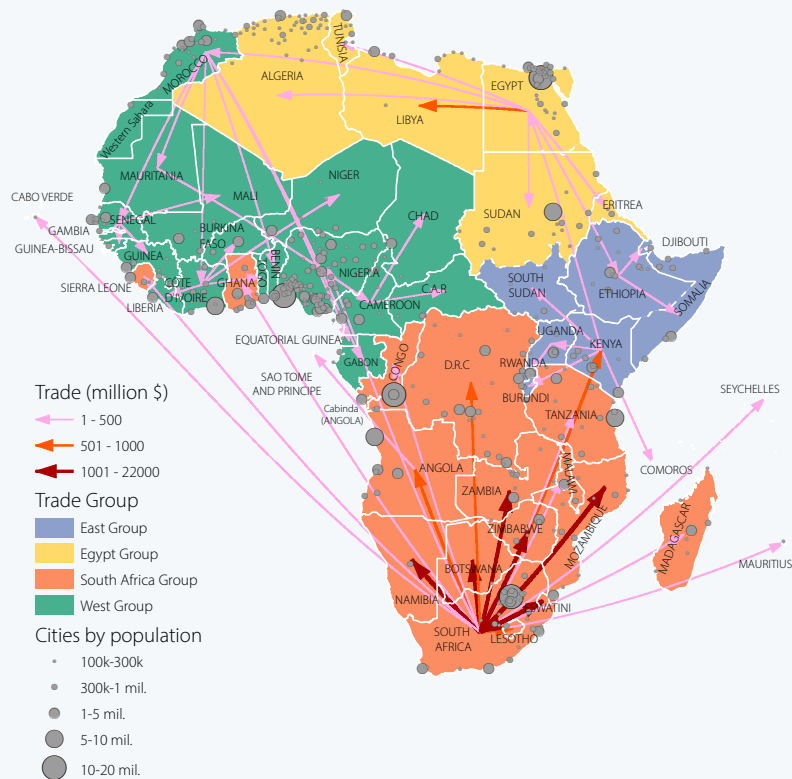 TUNISIA
MOROCCO
ALGERIA
EGYPT
LIBYA
Western Sahara
MAURITANIA
NIGER
MALI
CABO VERDE
CHAD
ERITREA
SUDAN
SENEGAL
GAMBIA
BURKINA
FASO
DJIBOUTI
GUINEA-BISSAU
GUINEA
BENIN
TOGO
NIGERIA
SOUTH
SUDAN
ETHIOPIA
SOMALIA
SIERRA LEONE
COTE
D'IVOIRE
GHANA
C.A.R
LIBERIA
CAMEROON
EQUATORIAL GUINEA
UGANDA
KENYA
GABON
CONGO
D.R.C
RWANDA
SAO TOME
AND PRINCIPE
BURUNDI
SEYCHELLES
Cabinda
(ANGOLA)
TANZANIA
Trade (million $)
1 - 500
501 - 1000
1001 - 22000
ANGOLA
MALAWI
COMOROS
ZAMBIA
Trade Group
East Group
Egypt Group
South Africa Group
West Group
ZIMBABWE
MOZAMBIQUE
MADAGASCAR
BOTSWANA
MAURITIUS
NAMIBIA
ESWATINI
SOUTH
AFRICA
LESOTHO
Cities by population
100k-300k
300k-1 mil.
1-5 mil.
5-10 mil.
10-20 mil.